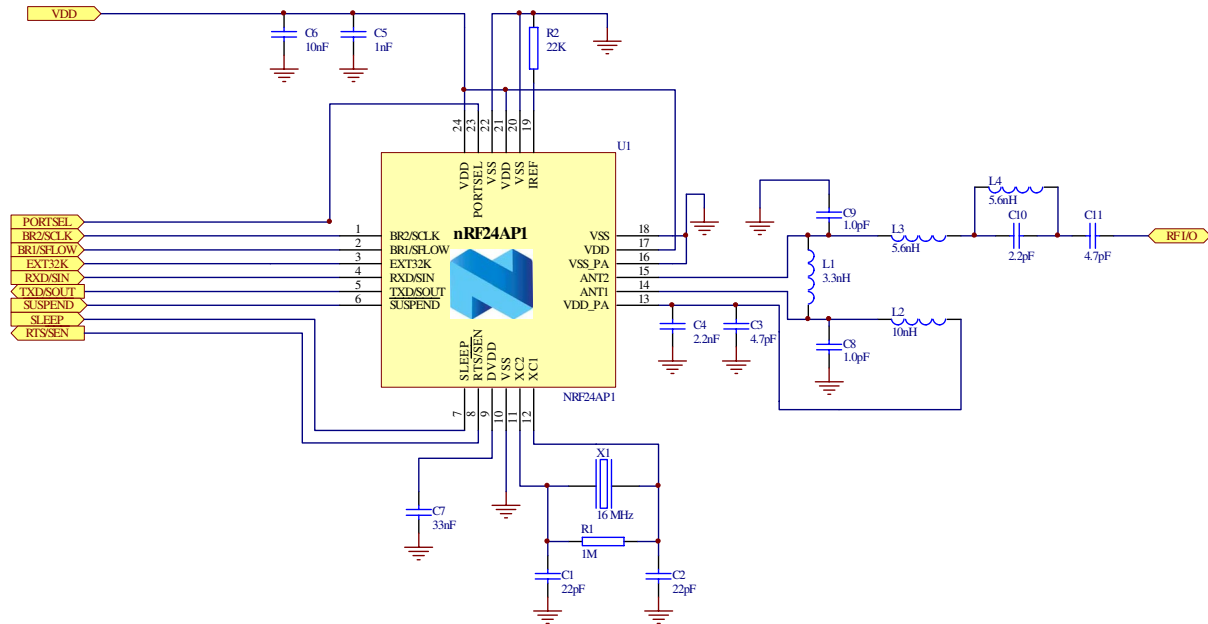 VDD
C6
10nF
C5
1nF
R2
22K
24
23
22
21
20
19
U1
VDD
PORTSEL
VSS
VDD
VSS
IREF
nRF24AP1
PORTSEL
BR2/SCLK
BR1/SFLOW
EXT32K
RXD/SIN
TXD/SOUT
SUSPEND
SLEEP
RTS/SEN
1
2
3
4
5
6
BR2/SCLK
BR1/SFLOW
EXT32K
RXD/SIN
TXD/SOUT
SUSPEND
VSS
VDD
VSS_PA
ANT2
ANT1
VDD_PA
18
17
16
15
14
13
SLEEP
RTS/SEN
DVDD
VSS
XC2
XC1
7
8
9
10
11
12
NRF24AP1
C4
2.2nF
C3
4.7pF
C9
1.0pF
L1
3.3nH
C8
1.0pF
L3
5.6nH
L2
10nH
L4
5.6nH
C10
2.2pF
C11
4.7pF
RF I/O
C7
33nF
X1
16 MHz
R1
1M
C1
22pF
C2
22pF